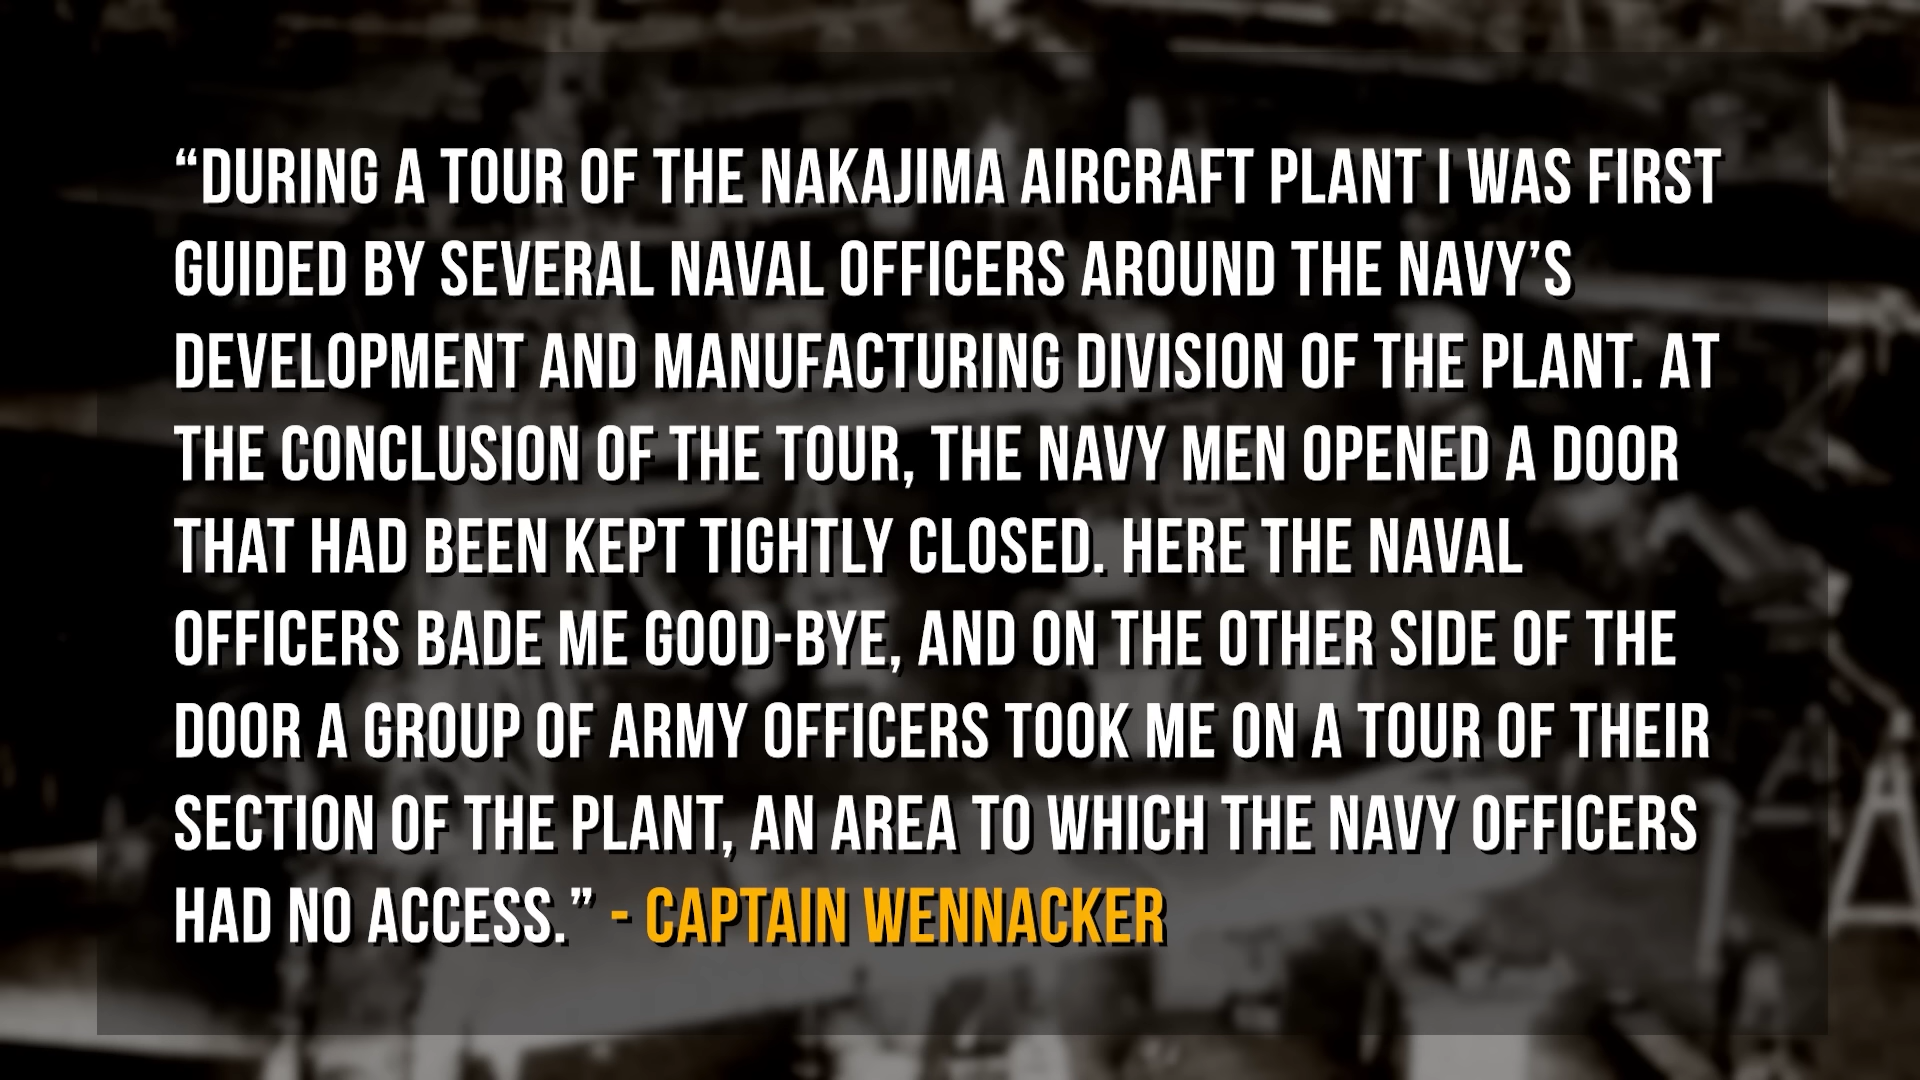 “DURING A TOUR OF THE NAKAJIMA AIRCRAFT PLANT I WAS FIRST
GUIDED BY SEVERAL NAVAL OFFICERS AROUND THE NAVY’S
DEVELOPMENT AND MANUFACTURING DIVISION OF THE PLANT. AT
THE CONCLUSION OF THE TOUR, THE NAVY MEN OPENED A DOOR
THAT HAD BEEN KEPT TIGHTLY CLOSED. HERE THE NAVAL
OFFICERS BADE ME GOOD-BYE, AND ON THE OTHER SIDE OF THE
DOOR A GROUP OF ARMY OFFICERS TOOK ME ON A TOUR OF THEIR
SECTION OF THE PLANT, AN AREA TO WHICH THE NAVY OFFICERS
HAD NO ACCESS.” - CAPTAIN WENNACKER